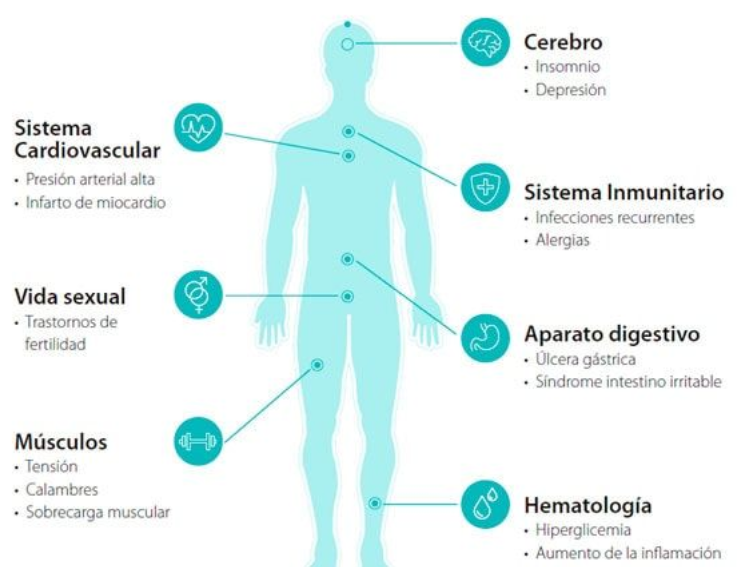 Cerebro
• Insomnio
• Depresión
Sistema
Cardiovascular
• Presión arterial alta
• Infarto de miocardio
Sistema Inmunitario
• Infecciones recurrentes
• Alergias
Vida sexual
• Trastornos de
fertilidad
Aparato digestivo
• Úlcera gástrica
• Síndrome intestino irritable
Músculos
• Tensión
• Calambres
• Sobrecarga muscular
Hematología
• Hiperglicemia
• Aumento de la inflamación